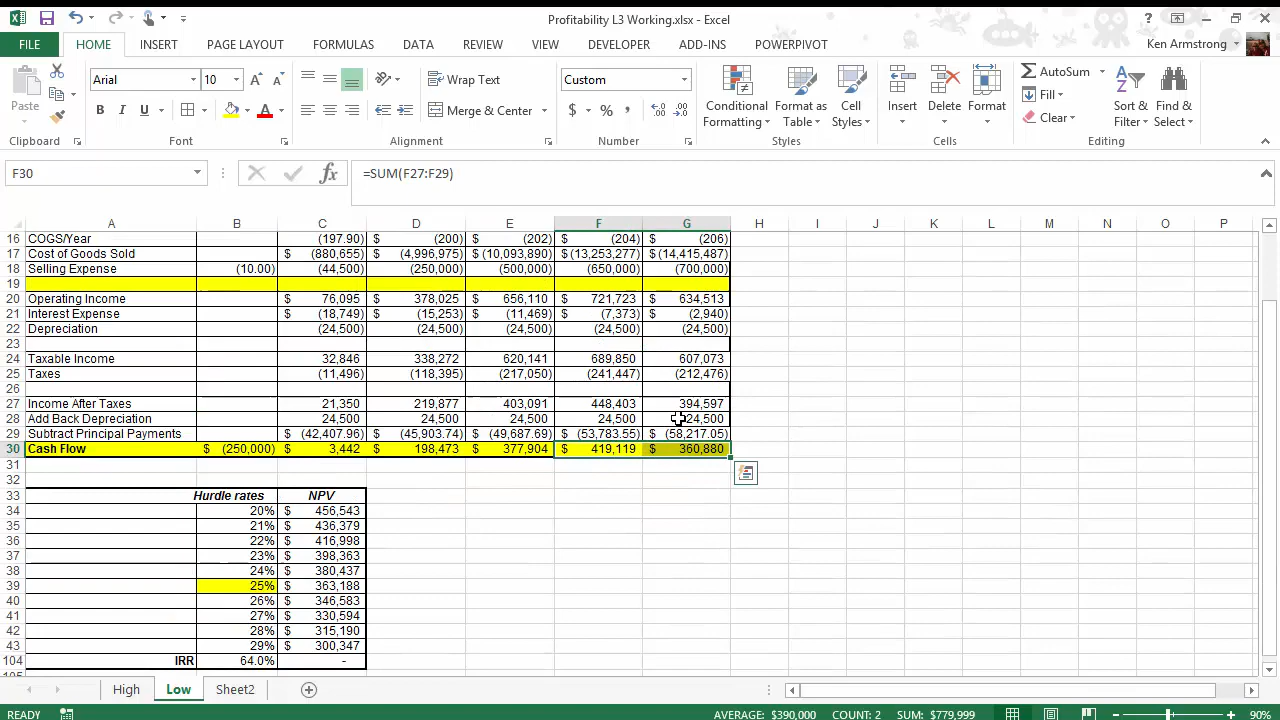 Profitability L3 Working.xlsx - Excel
?
FILE HOME INSERT PAGE LAYOUT FORMULAS DATA REVIEW VIEW DEVELOPER ADD-INS POWERPIVOT Ken Armstrong
Paste Arial 10 Wrap Text Custom Conditional Formatting Format as Table Cell Styles Insert Delete Format AutoSum Sort & Filter Find & Select
B I U Merge & Center $ % , Fill
Clear
Clipboard Font Alignment Number Styles Cells Editing
F30 fx =SUM(F27:F29)
A B C D E F G H I J K L M N O P
16 COGS/Year (197.90) $ (200) $ (202) $ (204) $ (206)
17 Cost of Goods Sold $ (880,655) $ (4,996,975) $ (10,093,890) $ (13,253,277) $ (14,415,487)
18 Selling Expense (10.00) (44,500) (250,000) (500,000) (650,000) (700,000)
19
20 Operating Income $ 76,095 $ 378,025 $ 656,110 $ 721,723 $ 634,513
21 Interest Expense $ (18,749) $ (15,253) $ (11,469) $ (7,373) $ (2,940)
22 Depreciation (24,500) (24,500) (24,500) (24,500) (24,500)
23
24 Taxable Income 32,846 338,272 620,141 689,850 607,073
25 Taxes (11,496) (118,395) (217,050) (241,447) (212,476)
26
27 Income After Taxes 21,350 219,877 403,091 448,403 394,597
28 Add Back Depreciation 24,500 24,500 24,500 24,500 24,500
29 Subtract Principal Payments $ (42,407.96) $ (45,903.74) $ (49,687.69) $ (53,783.55) $ (58,217.05)
30 Cash Flow $ (250,000) $ 3,442 $ 198,473 $ 377,904 $ 419,119 $ 360,880
31
32
33 Hurdle rates NPV
34 20% $ 456,543
35 21% $ 436,379
36 22% $ 416,998
37 23% $ 398,363
38 24% $ 380,437
39 25% $ 363,188
40 26% $ 346,583
41 27% $ 330,594
42 28% $ 315,190
43 29% $ 300,347
104 IRR 64.0% -
High Low Sheet2
READY AVERAGE: $390,000 COUNT: 2 SUM: $779,999 90%